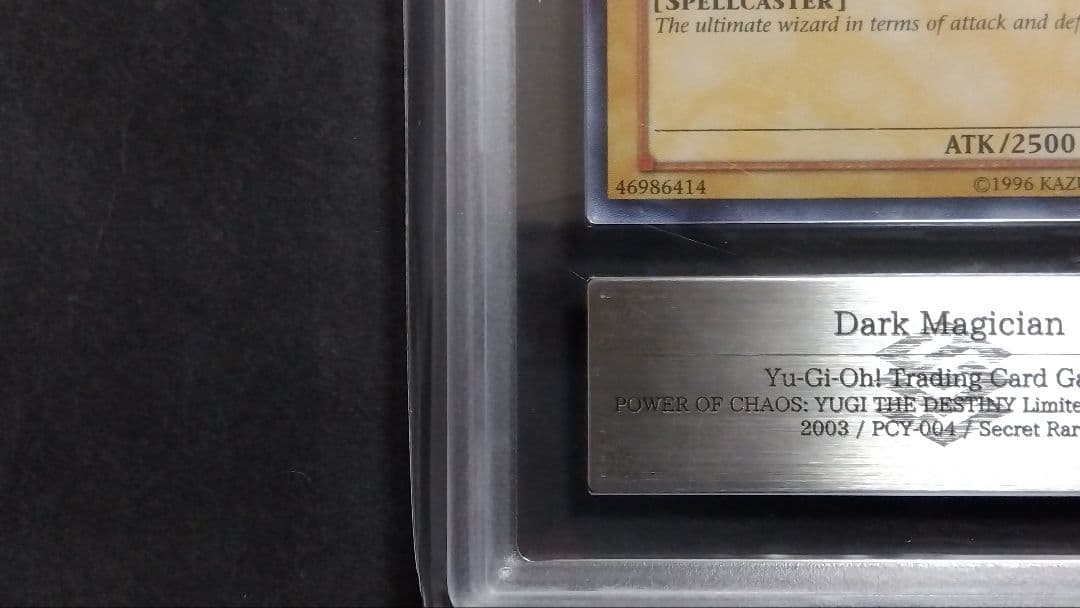 [SPELLCASTER]
The ultimate wizard in terms of attack and def
ATK/2500
46986414
©1996 KAZU
Dark Magician
Yu-Gi-Oh! Trading Card Ga
POWER OF CHAOS: YUGI THE DESTINY Limite
2003 / PCY-004 / Secret Rar